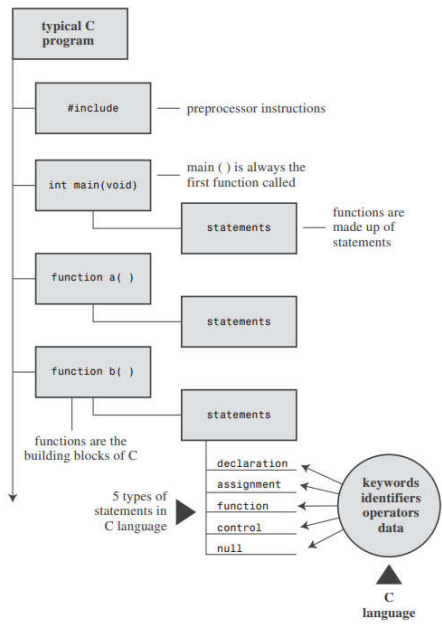 typical C
program
#include
preprocessor instructions
int main(void)
main ( ) is always the
first function called
statements
functions are
made up of
statements
function a( )
statements
function b( )
statements
functions are the
building blocks of C
5 types of
statements in
C language
declaration
assignment
function
control
null
keywords
identifiers
operators
data
C
language